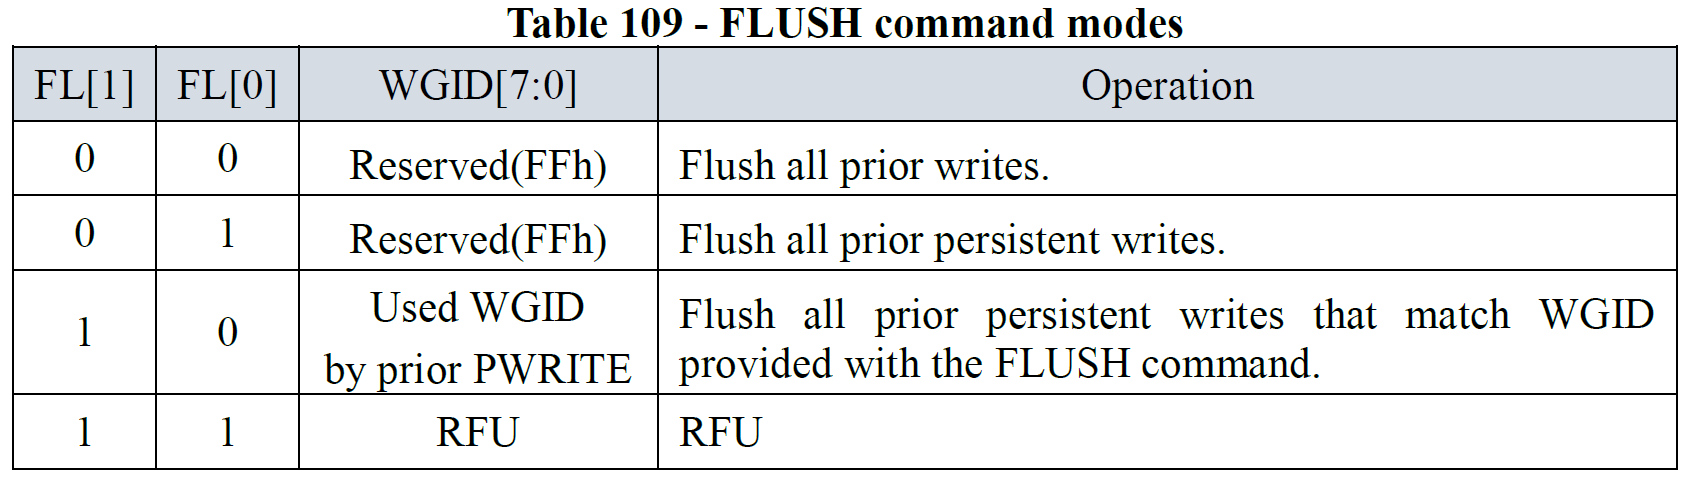 Table 109 - FLUSH command modes
FL[1] FL[0] WGID[7:0] Operation
0 0 Reserved(FFh) Flush all prior writes.
0 1 Reserved(FFh) Flush all prior persistent writes.
1 0 Used WGID
by prior PWRITE
Flush all prior persistent writes that match WGID
provided with the FLUSH command.
1 1 RFU RFU